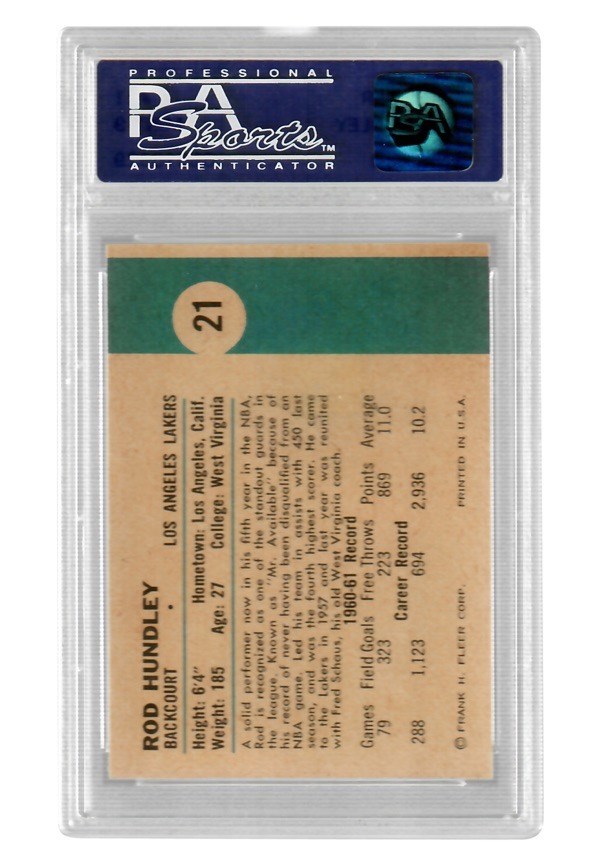 PROFESSIONAL
PSA
Sports™
AUTHENTICATOR
PSA
21
ROD HUNDLEY
BACKCOURT • LOS ANGELES LAKERS
Height: 6'4" Hometown: Los Angeles, Calif.
Weight: 185 Age: 27 College: West Virginia
A solid performer now in his fifth year in the NBA,
Rod is recognized as one of the standout guards in
the league. Known as "Mr. Available" because of
his record of never having been disqualified from an
NBA game. Led his team in assists with 450 last
season, and was the fourth highest scorer. He came
to the Lakers in 1957 and last year was reunited
with Fred Schaus, his old West Virginia coach.
1960-61 Record
Games Field Goals Free Throws Points Average
79 323 223 869 11.0
Career Record
288 1,123 694 2,936 10.2
© FRANK H. FLEER CORP. PRINTED IN U.S.A.